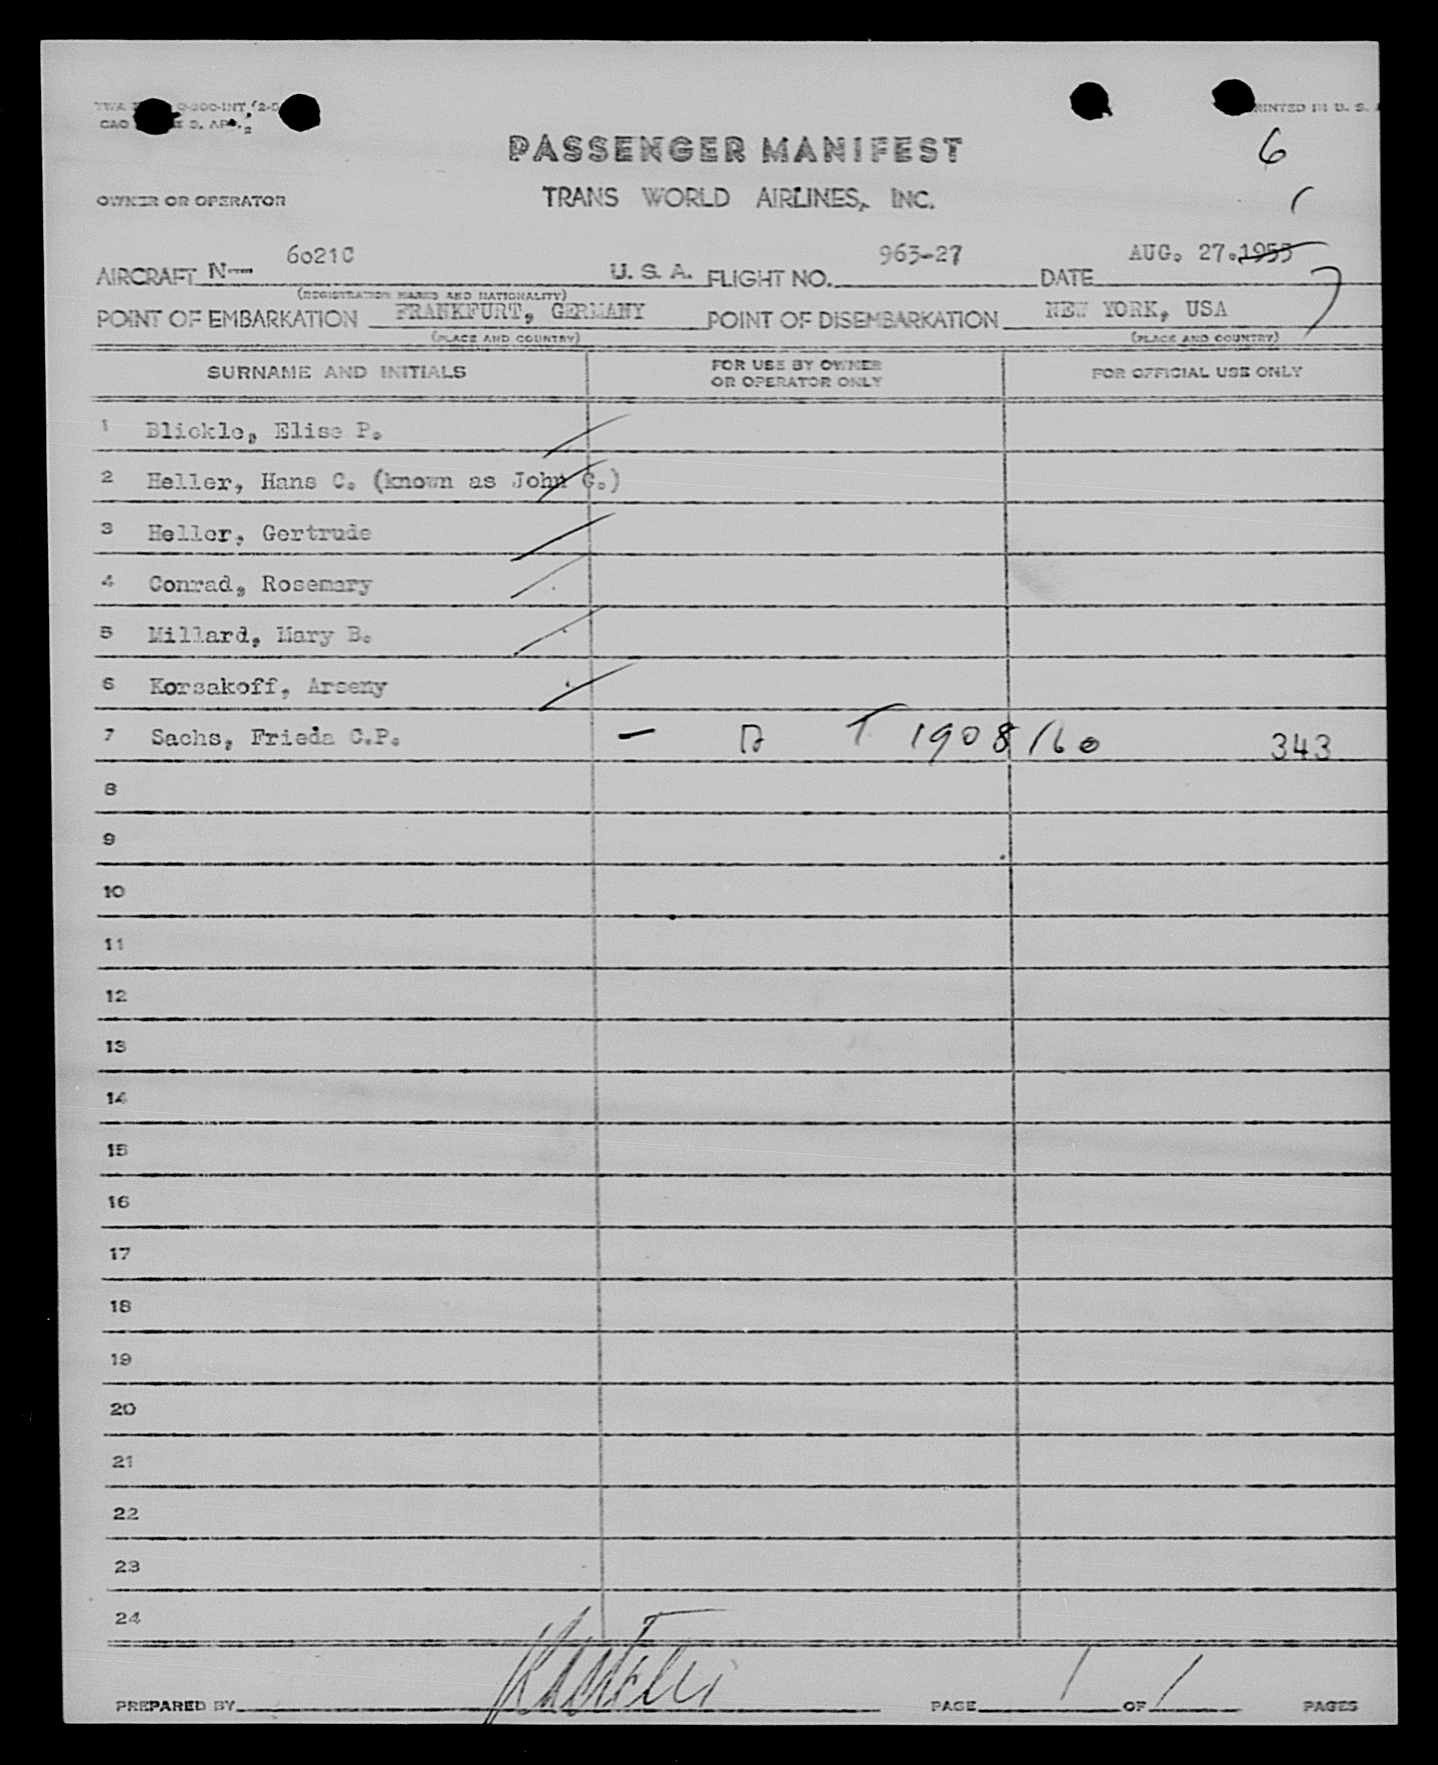 PRINTED IN U. S. A
PASSENGER MANIFEST
6
OWNER OR OPERATOR TRANS WORLD AIRLINES, INC.
AIRCRAFT N— 6021C U. S. A. FLIGHT NO. 963-27 DATE AUG. 27.1953
(REGISTRATION MARKS AND NATIONALITY)
POINT OF EMBARKATION FRANKFURT, GERMANY POINT OF DISEMBARKATION NEW YORK, USA
(PLACE AND COUNTRY) (PLACE AND COUNTRY)
SURNAME AND INITIALS FOR USE BY OWNER OR OPERATOR ONLY FOR OFFICIAL USE ONLY
1 Blickle, Elise P.
2 Heller, Hans C. (known as John G.)
3 Heller, Gertrude
4 Conrad, Rosemary
5 Millard, Mary B.
6 Korsakoff, Arseny
7 Sachs, Frieda C.P. — T 1908/60 343
8
9
10
11
12
13
14
15
16
17
18
19
20
21
22
23
24
PREPARED BY PAGE 1 OF 1 PAGES